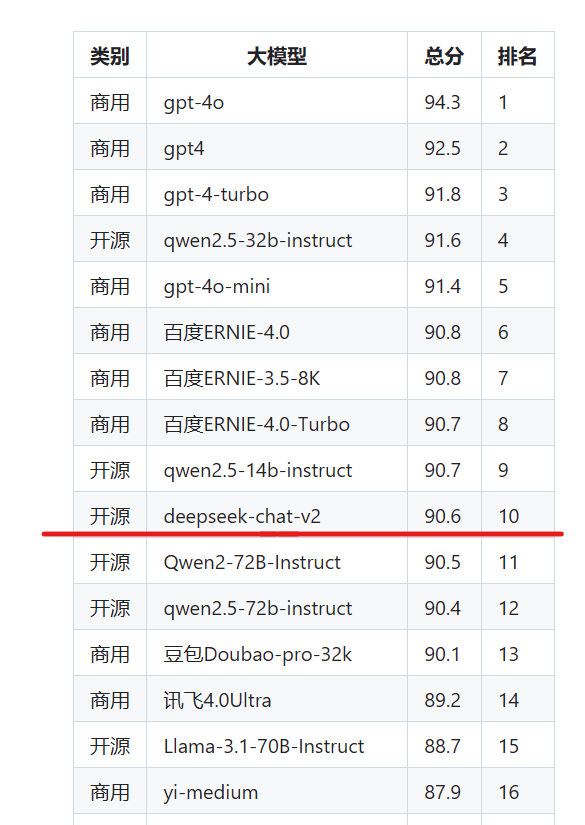 类别 大模型 总分 排名
商用 gpt-4o 94.3 1
商用 gpt4 92.5 2
商用 gpt-4-turbo 91.8 3
开源 qwen2.5-32b-instruct 91.6 4
商用 gpt-4o-mini 91.4 5
商用 百度ERNIE-4.0 90.8 6
商用 百度ERNIE-3.5-8K 90.8 7
商用 百度ERNIE-4.0-Turbo 90.7 8
开源 qwen2.5-14b-instruct 90.7 9
开源 deepseek-chat-v2 90.6 10
开源 Qwen2-72B-Instruct 90.5 11
开源 qwen2.5-72b-instruct 90.4 12
商用 豆包Doubao-pro-32k 90.1 13
商用 讯飞4.0Ultra 89.2 14
开源 Llama-3.1-70B-Instruct 88.7 15
商用 yi-medium 87.9 16